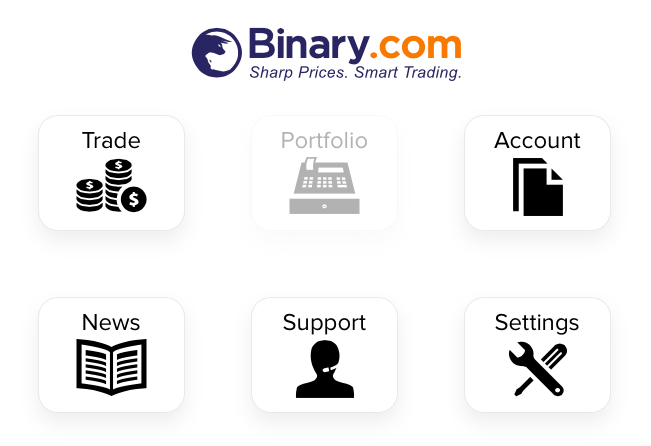 Binary.com
Sharp Prices. Smart Trading.
Trade
Portfolio
Account
$
$
$
News
Support
Settings